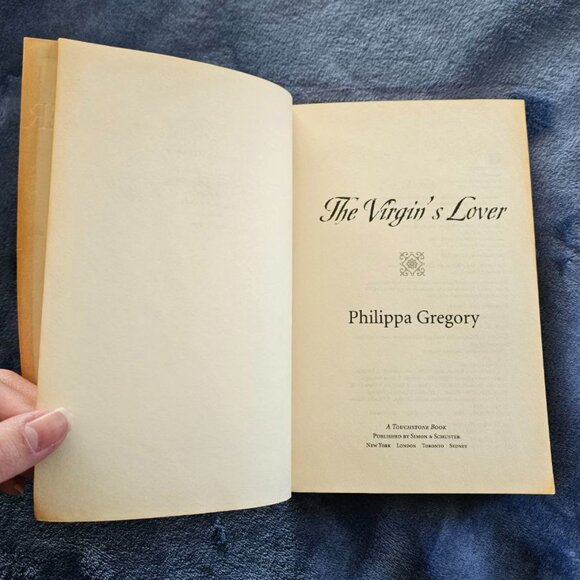 The Virgin's Lover
Philippa Gregory
A Touchstone Book
Published by Simon & Schuster
New York London Toronto Sydney